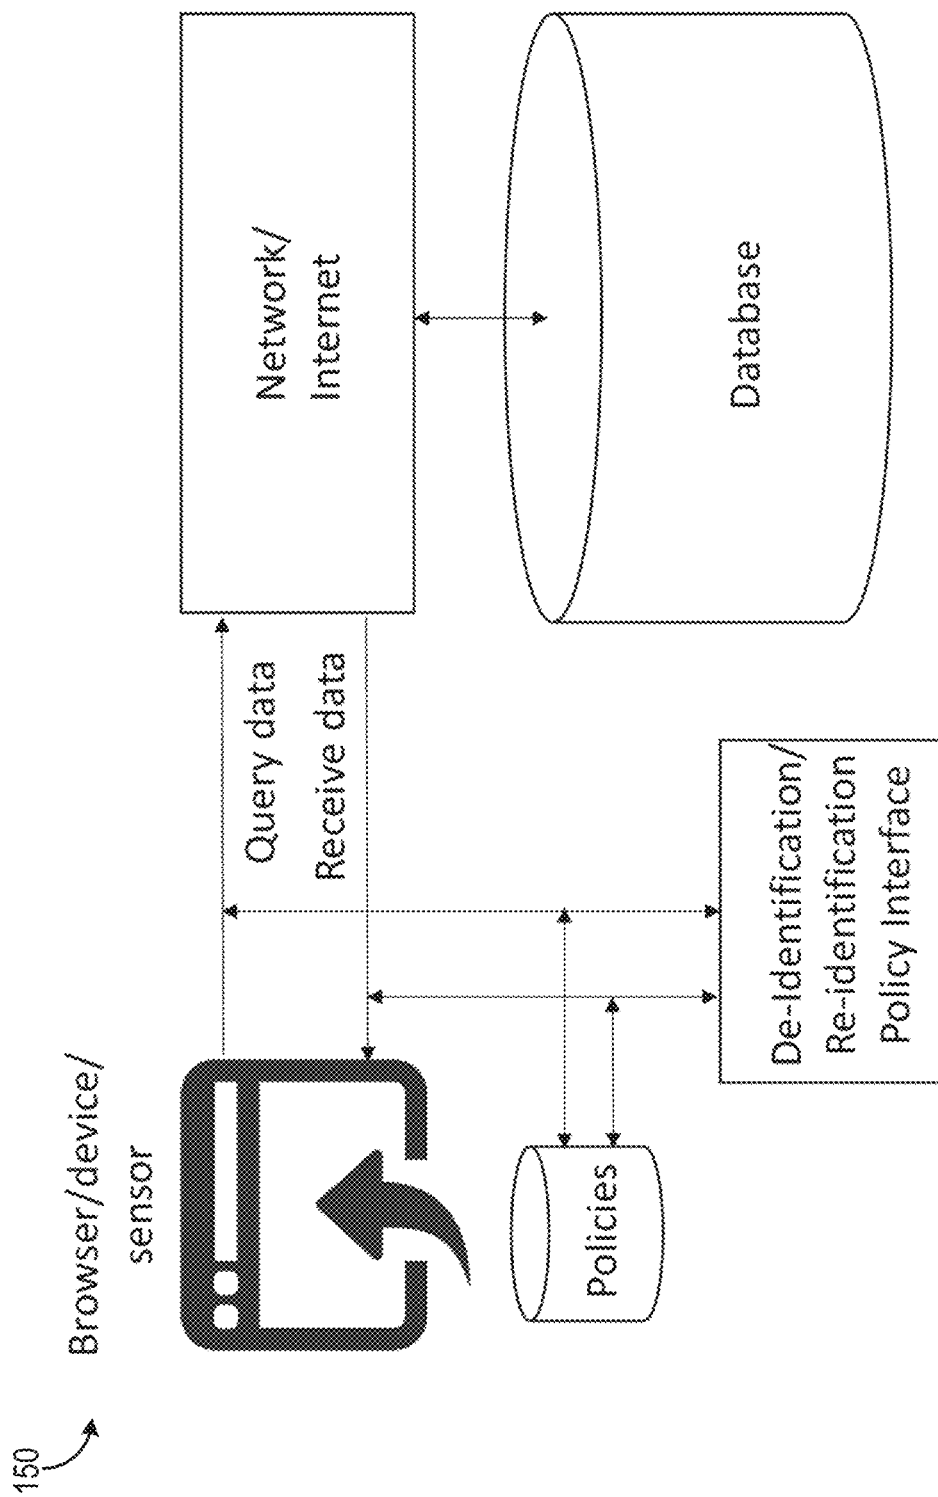 150
Browser/device/
sensor
Query data
Receive data
Network/
Internet
Policies
De-Identification/
Re-identification
Policy Interface
Database